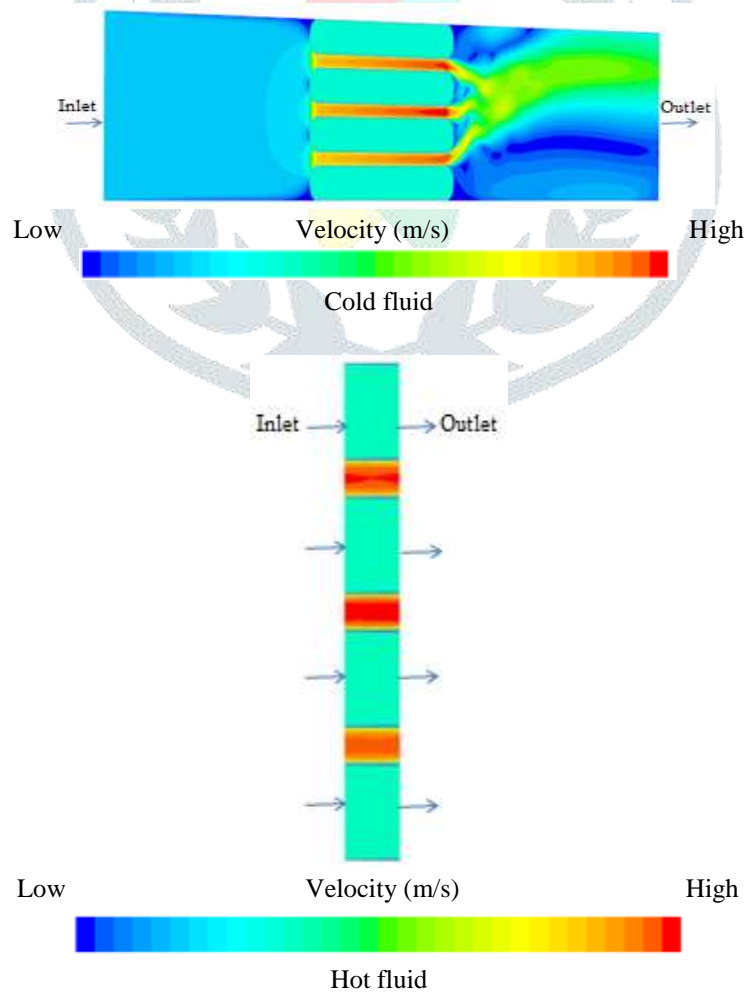 Inlet
Outlet
Low Velocity (m/s) High
Cold fluid
Inlet Outlet
Low Velocity (m/s) High
Hot fluid